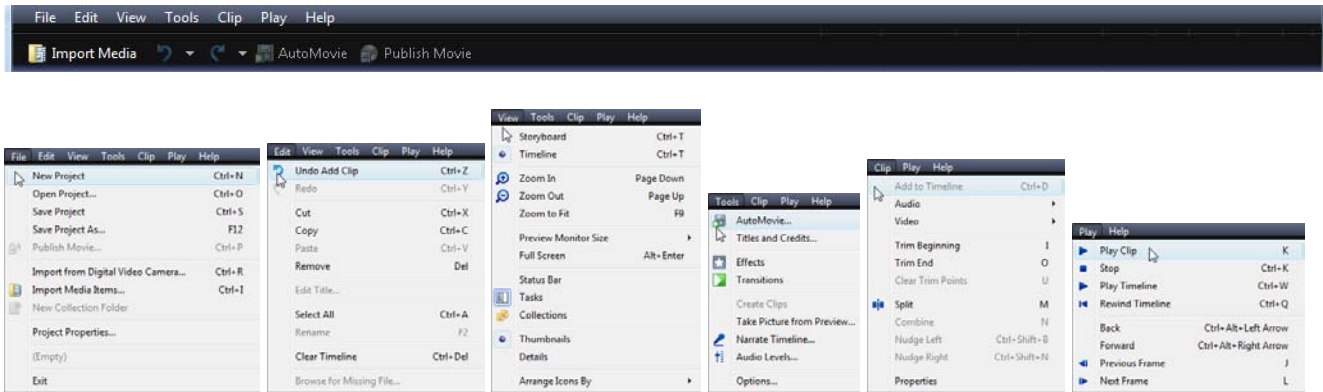 File Edit View Tools Clip Play Help
Import Media AutoMovie Publish Movie
File Edit View Tools Clip Play Help
New Project Ctrl+N
Open Project... Ctrl+O
Save Project Ctrl+S
Save Project As... F12
Publish Movie... Ctrl+P
Import from Digital Video Camera... Ctrl+R
Import Media Items... Ctrl+I
New Collection Folder
Project Properties...
(Empty)
Exit
Edit View Tools Clip Play Help
Undo Add Clip Ctrl+Z
Redo Ctrl+Y
Cut Ctrl+X
Copy Ctrl+C
Paste Ctrl+V
Remove Del
Edit Title...
Select All Ctrl+A
Rename F2
Clear Timeline Ctrl+Del
Browse for Missing File...
View Tools Clip Play Help
Storyboard Ctrl+T
Timeline Ctrl+T
Zoom In Page Down
Zoom Out Page Up
Zoom to Fit F9
Preview Monitor Size
Full Screen Alt+Enter
Status Bar
Tasks
Collections
Thumbnails
Details
Arrange Icons By
Tools Clip Play Help
AutoMovie...
Titles and Credits...
Effects
Transitions
Create Clips
Take Picture from Preview...
Narrate Timeline...
Audio Levels...
Options...
Clip Play Help
Add to Timeline Ctrl+D
Audio
Video
Trim Beginning I
Trim End O
Clear Trim Points U
Split M
Combine N
Nudge Left Ctrl+Shift+B
Nudge Right Ctrl+Shift+N
Properties
Play Help
Play Clip K
Stop Ctrl+K
Play Timeline Ctrl+W
Rewind Timeline Ctrl+Q
Back Ctrl+Alt+Left Arrow
Forward Ctrl+Alt+Right Arrow
Previous Frame J
Next Frame L